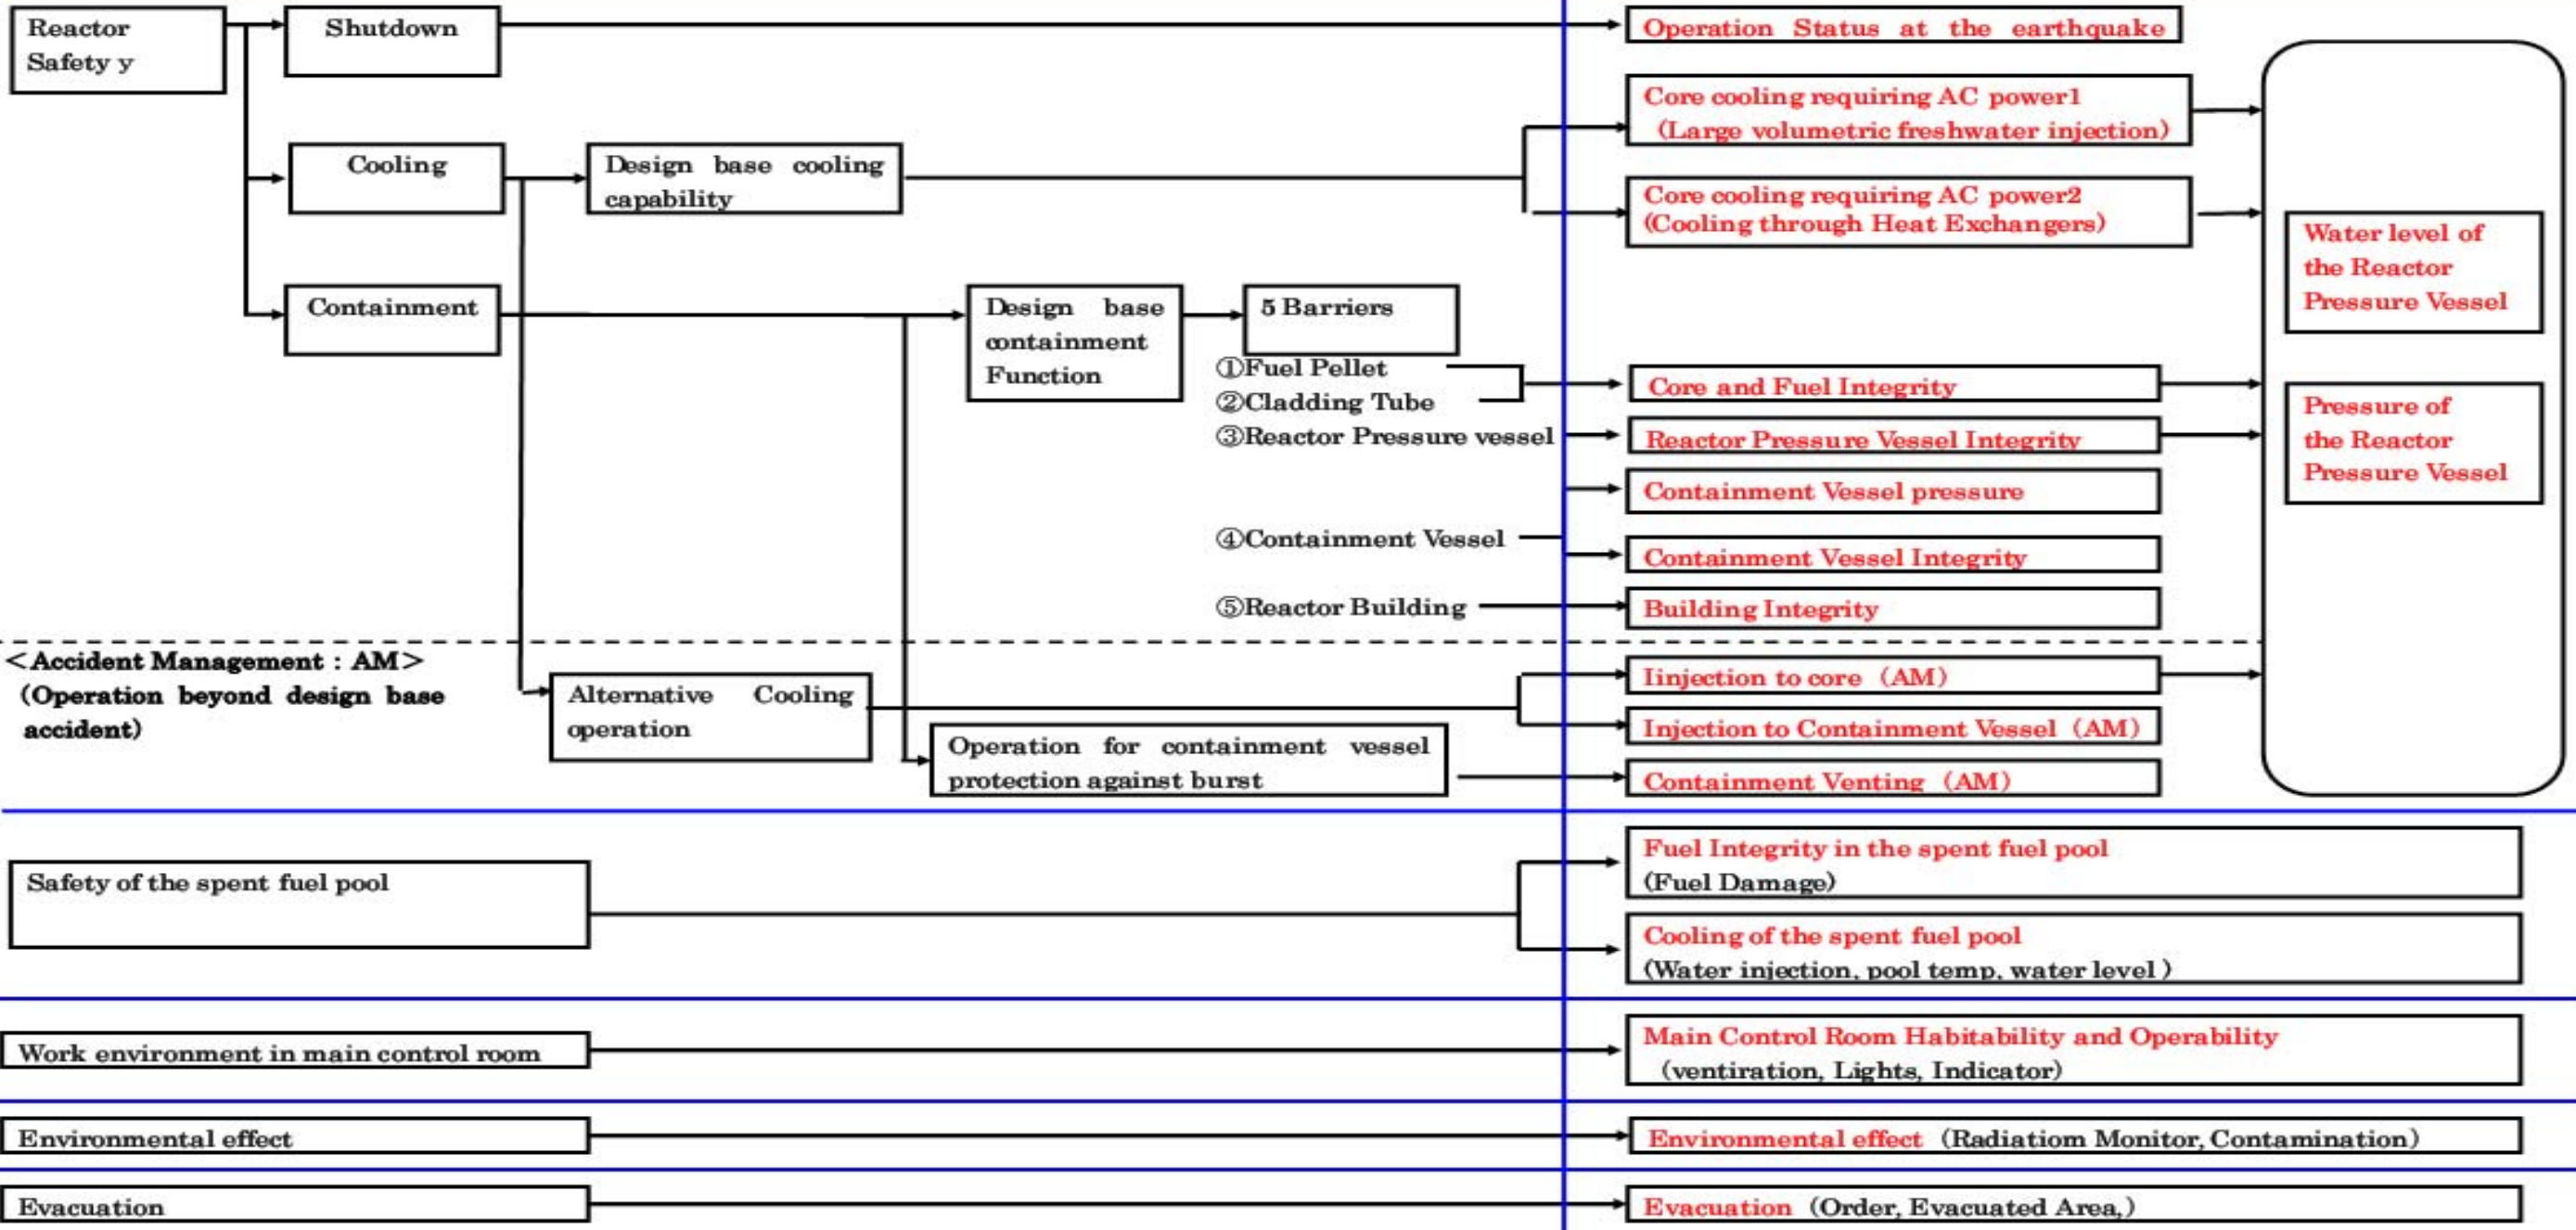 Reactor
Safety y
Shutdown
Operation Status at the earthquake
Core cooling requiring AC power1
(Large volumetric freshwater injection)
Cooling
Design base cooling
capability
Core cooling requiring AC power2
(Cooling through Heat Exchangers)
Water level of
the Reactor
Pressure Vessel
Containment
Design base
containment
Function
5 Barriers
①Fuel Pellet
②Cladding Tube
③Reactor Pressure vessel
④Containment Vessel
⑤Reactor Building
Core and Fuel Integrity
Reactor Pressure Vessel Integrity
Containment Vessel pressure
Containment Vessel Integrity
Building Integrity
Pressure of
the Reactor
Pressure Vessel
<Accident Management : AM>
(Operation beyond design base
accident)
Alternative Cooling
operation
Operation for containment vessel
protection against burst
Iinjection to core (AM)
Injection to Containment Vessel (AM)
Containment Venting (AM)
Safety of the spent fuel pool
Fuel Integrity in the spent fuel pool
(Fuel Damage)
Cooling of the spent fuel pool
(Water injection, pool temp, water level )
Work environment in main control room
Main Control Room Habitability and Operability
(ventiration, Lights, Indicator)
Environmental effect
Environmental effect (Radiatiom Monitor, Contamination)
Evacuation
Evacuation (Order, Evacuated Area,)